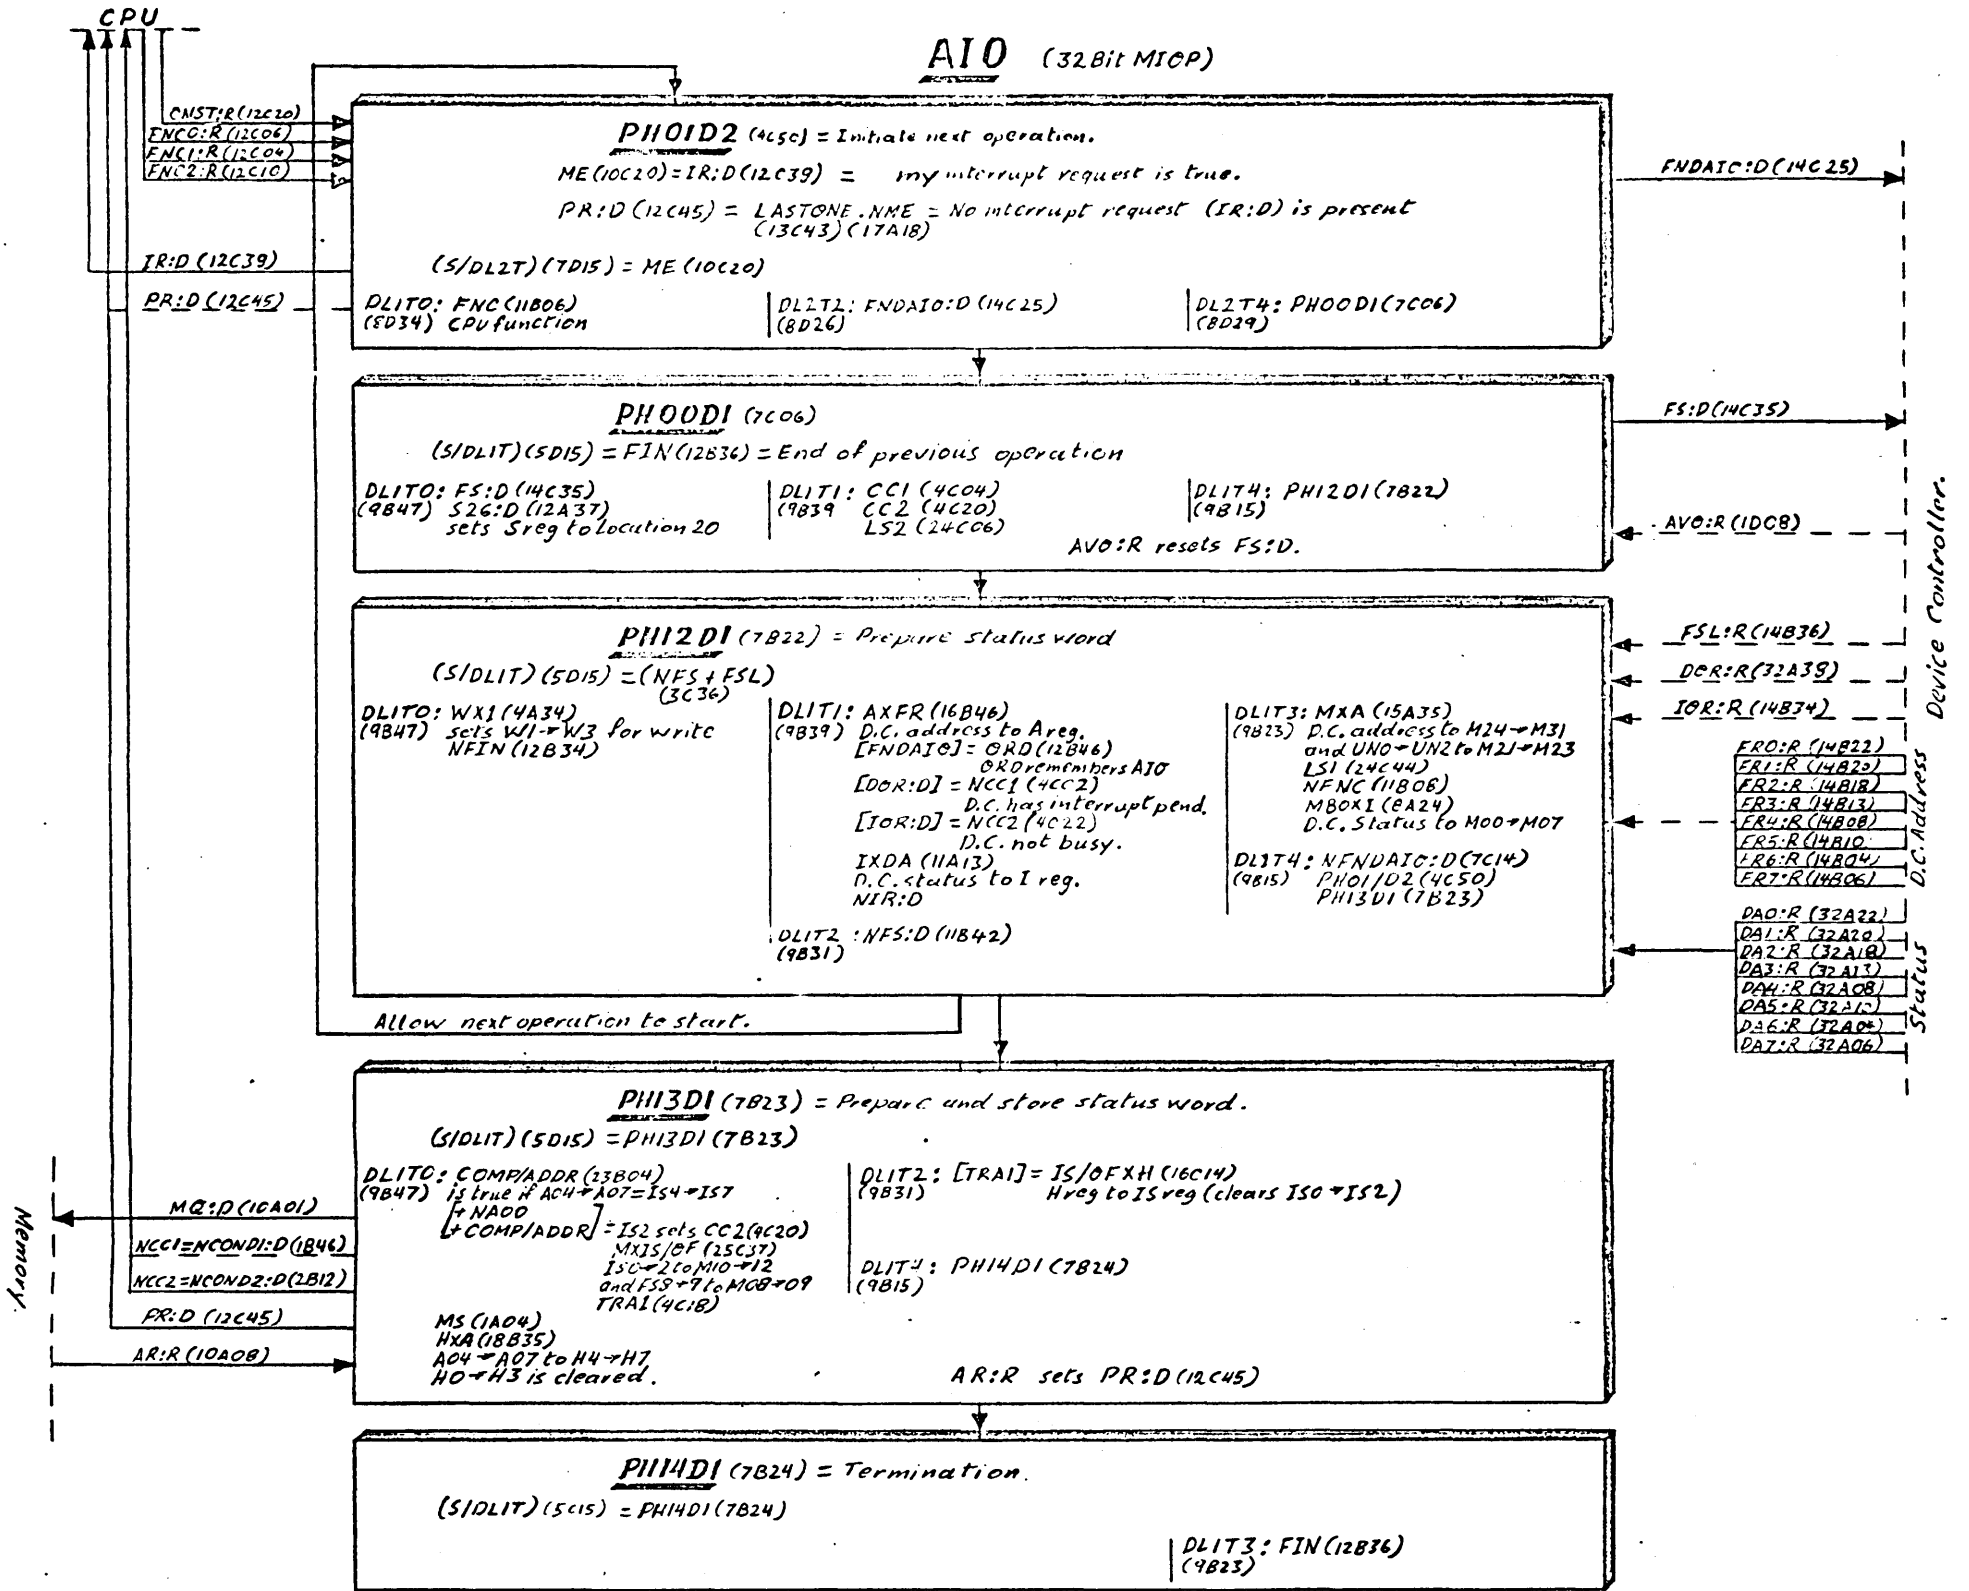 CPU
AIO (32Bit MIOP)
CNST:R(12C20)
FNC0:R(12C06)
FNC1:R(12C04)
FNC2:R(12C10)
IR:D (12C39)
PR:D (12C45)
PH01D2 (4C50) = Initiate next operation.
ME(10C20)=IR:D(12C39) = my interrupt request is true.
PR:D(12C45) = LASTONE.NME = No interrupt request (IR:D) is present
(13C43)(17A18)
(S/DL2T)(7D15) = ME(10C20)
DL1T0: FNC(11B06)
(8D34) CPU function
DL2T2: FNDAIO:D(14C25)
(8D26)
DL2T4: PH00D1(7C06)
(8D29)
FNDAIO:D(14C25)
PH00D1 (7C06)
(S/DL1T)(5D15) = FIN(12B36) = End of previous operation
DL1T0: FS:D(14C35)
(9B47) S26:D(12A37)
sets Sreg to Location 20
DL1T1: CC1 (4C04)
(9B39 CC2 (4C20)
LS2 (24C06)
DL1T4: PH12D1(7B22)
(9B15)
AVO:R resets FS:D.
FS:D(14C35)
AVO:R(1DC8)
PH12D1 (7B22) = Prepare status word
(S/DL1T)(5D15) =(NFS+FSL)
(3C36)
DL1T0: WX1(4A34)
(9B47) sets W1→W3 for write
NFIN(12B34)
DL1T1: AXFR(16B46)
(9B39) D.C. address to A reg.
[FNDAIO] = ORD(12B46)
ORD remembers AIO
[DOR:D] = NCC1 (4CC2)
D.C. has interrupt pend.
[IOR:D] = NCC2 (4C22)
D.C. not busy.
IXDA (11A13)
D.C. status to I reg.
NIR:D
DL1T2 :NFS:D(11B42)
(9B31)
DL1T3: MXA(15A35)
(9B23) D.C. address to M24→M31
and UN0→UN2 to M21→M23
LS1(24C44)
NFNC(11B06)
MBOX1(8A24)
D.C. Status to M00→M07
DL1T4: NFNDAIO:D(7C14)
(9B15) PH01/D2(4C50)
PH13D1(7B23)
FSL:R(14B36)
DOR:R(32A38)
IOR:R(14B34)
FR0:R(14B22)
FR1:R(14B20)
FR2:R(14B18)
FR3:R(14B13)
FR4:R(14B08)
FR5:R(14B10
FR6:R(14B04)
FR7:R(14B06)
D.C. Address
DA0:R(32A22)
DA1:R(32A20)
DA2:R(32A18)
DA3:R(32A13)
DA4:R(32A08)
DA5:R(32A10)
DA6:R(32A04)
DA7:R(32A06)
Status
Device Controller.
Allow next operation to start.
PH13D1 (7B23) = Prepare and store status word.
(S/DL1T)(5D15) =PH13D1(7B23)
DL1T0: COMP/ADDR(23B04)
(9B47) is true if A04→A07=IS4→IS7
[+NA00
+COMP/ADDR] = IS2 sets CC2(4C20)
MXIS/OF(25C37)
IS0→2 to M10→12
and FS8→9 to M08→09
TRA1(4C18)
MS(1A04)
HXA(18B35)
A04→A07 to H4→H7
H0→H3 is cleared.
DL1T2: [TRA1]= IS/OFXH(16C14)
(9B31) Hreg to ISreg (clears IS0→IS2)
DL1T4: PH14D1(7B24)
(9B15)
AR:R sets PR:D(12C45)
MQ:D(10A01)
NCC1=NCOND1:D(1B46)
NCC2=NCOND2:D(2B12)
PR:D (12C45)
AR:R(10A08)
Memory.
PH14D1 (7B24) = Termination.
(S/DL1T)(5C15) = PH14D1(7B24)
DL1T3: FIN(12B36)
(9B23)